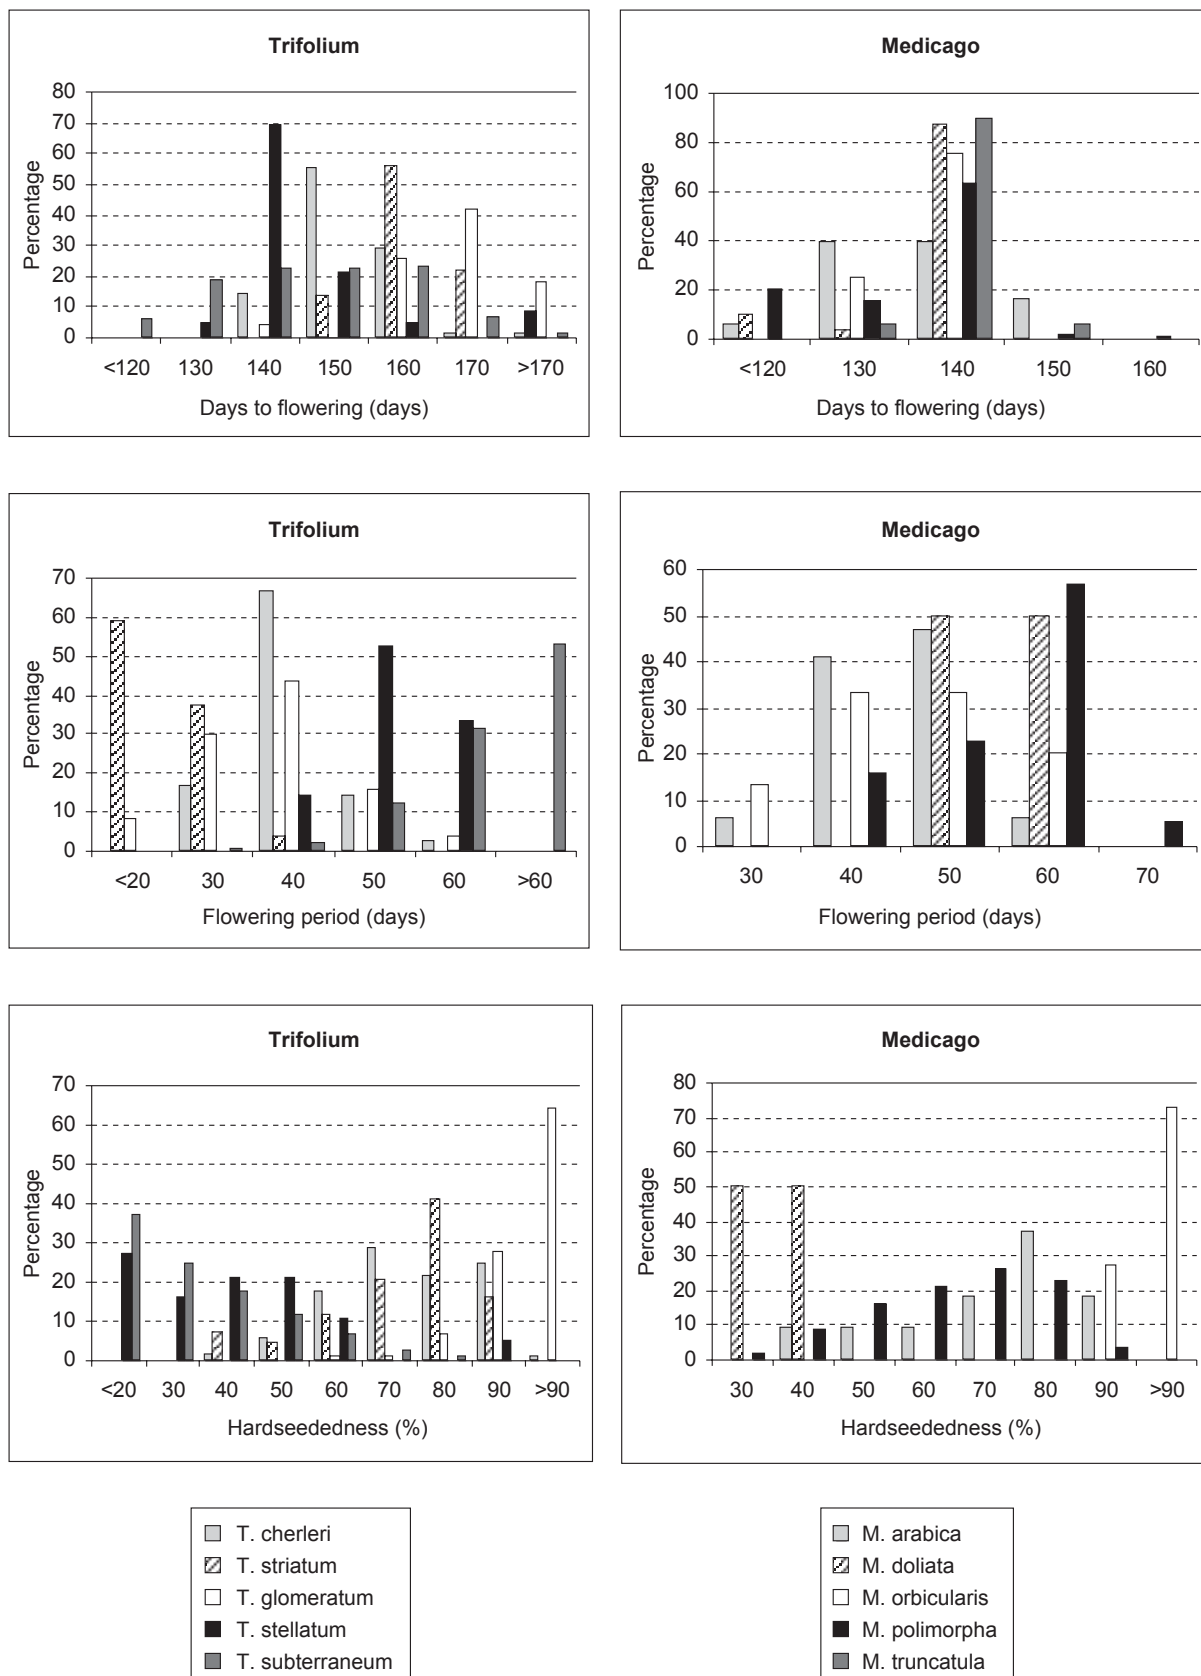 Trifolium
80
70
60
50
40
30
20
10
0
Percentage
<120 130 140 150 160 170 >170
Days to flowering (days)
Medicago
100
80
60
40
20
0
Percentage
<120 130 140 150 160
Days to flowering (days)
Trifolium
70
60
50
40
30
20
10
0
Percentage
<20 30 40 50 60 >60
Flowering period (days)
Medicago
60
50
40
30
20
10
0
Percentage
30 40 50 60 70
Flowering period (days)
Trifolium
70
60
50
40
30
20
10
0
Percentage
<20 30 40 50 60 70 80 90 >90
Hardseededness (%)
Medicago
80
70
60
50
40
30
20
10
0
Percentage
30 40 50 60 70 80 90 >90
Hardseededness (%)
T. cherleri
T. striatum
T. glomeratum
T. stellatum
T. subterraneum
M. arabica
M. doliata
M. orbicularis
M. polimorpha
M. truncatula